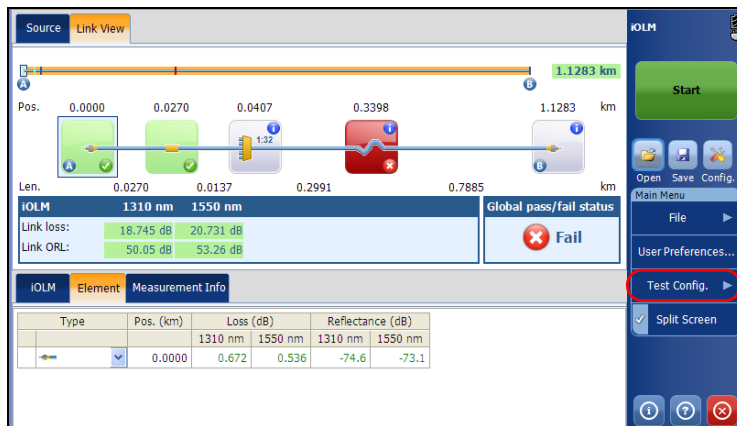 Source Link View
iOLM
1.1283 km
A B
Start
Pos. 0.0000 0.0270 0.0407 0.3398 1.1283 km
1:32
A B
Open Save Config.
Len. 0.0270 0.0137 0.2991 0.7885 km
Main Menu
iOLM 1310 nm 1550 nm Global pass/fail status
File
Link loss: 18.745 dB 20.731 dB
Fail
Link ORL: 50.05 dB 53.26 dB
User Preferences...
iOLM Element Measurement Info
Test Config.
Type Pos. (km) Loss (dB) Reflectance (dB)
Split Screen
1310 nm 1550 nm 1310 nm 1550 nm
0.0000 0.672 0.536 -74.6 -73.1